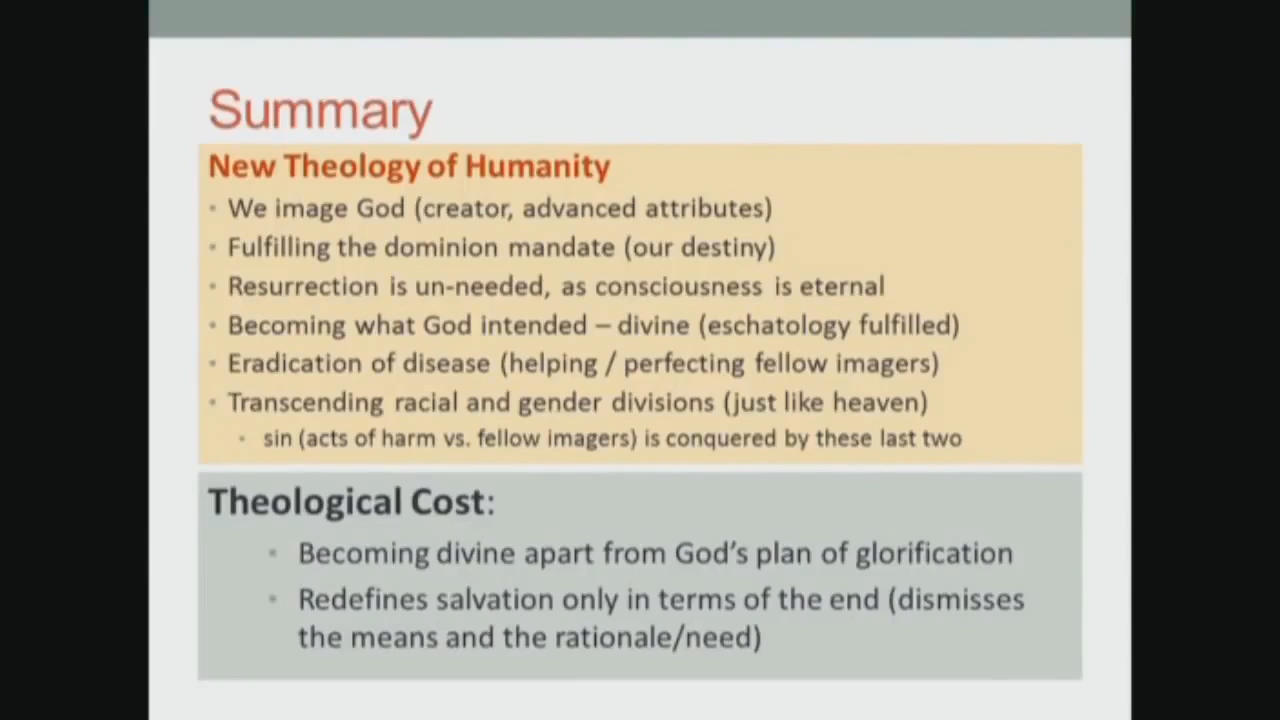 Summary
New Theology of Humanity
• We image God (creator, advanced attributes)
• Fulfilling the dominion mandate (our destiny)
• Resurrection is un-needed, as consciousness is eternal
• Becoming what God intended – divine (eschatology fulfilled)
• Eradication of disease (helping / perfecting fellow imagers)
• Transcending racial and gender divisions (just like heaven)
• sin (acts of harm vs. fellow imagers) is conquered by these last two
Theological Cost:
• Becoming divine apart from God’s plan of glorification
• Redefines salvation only in terms of the end (dismisses
the means and the rationale/need)